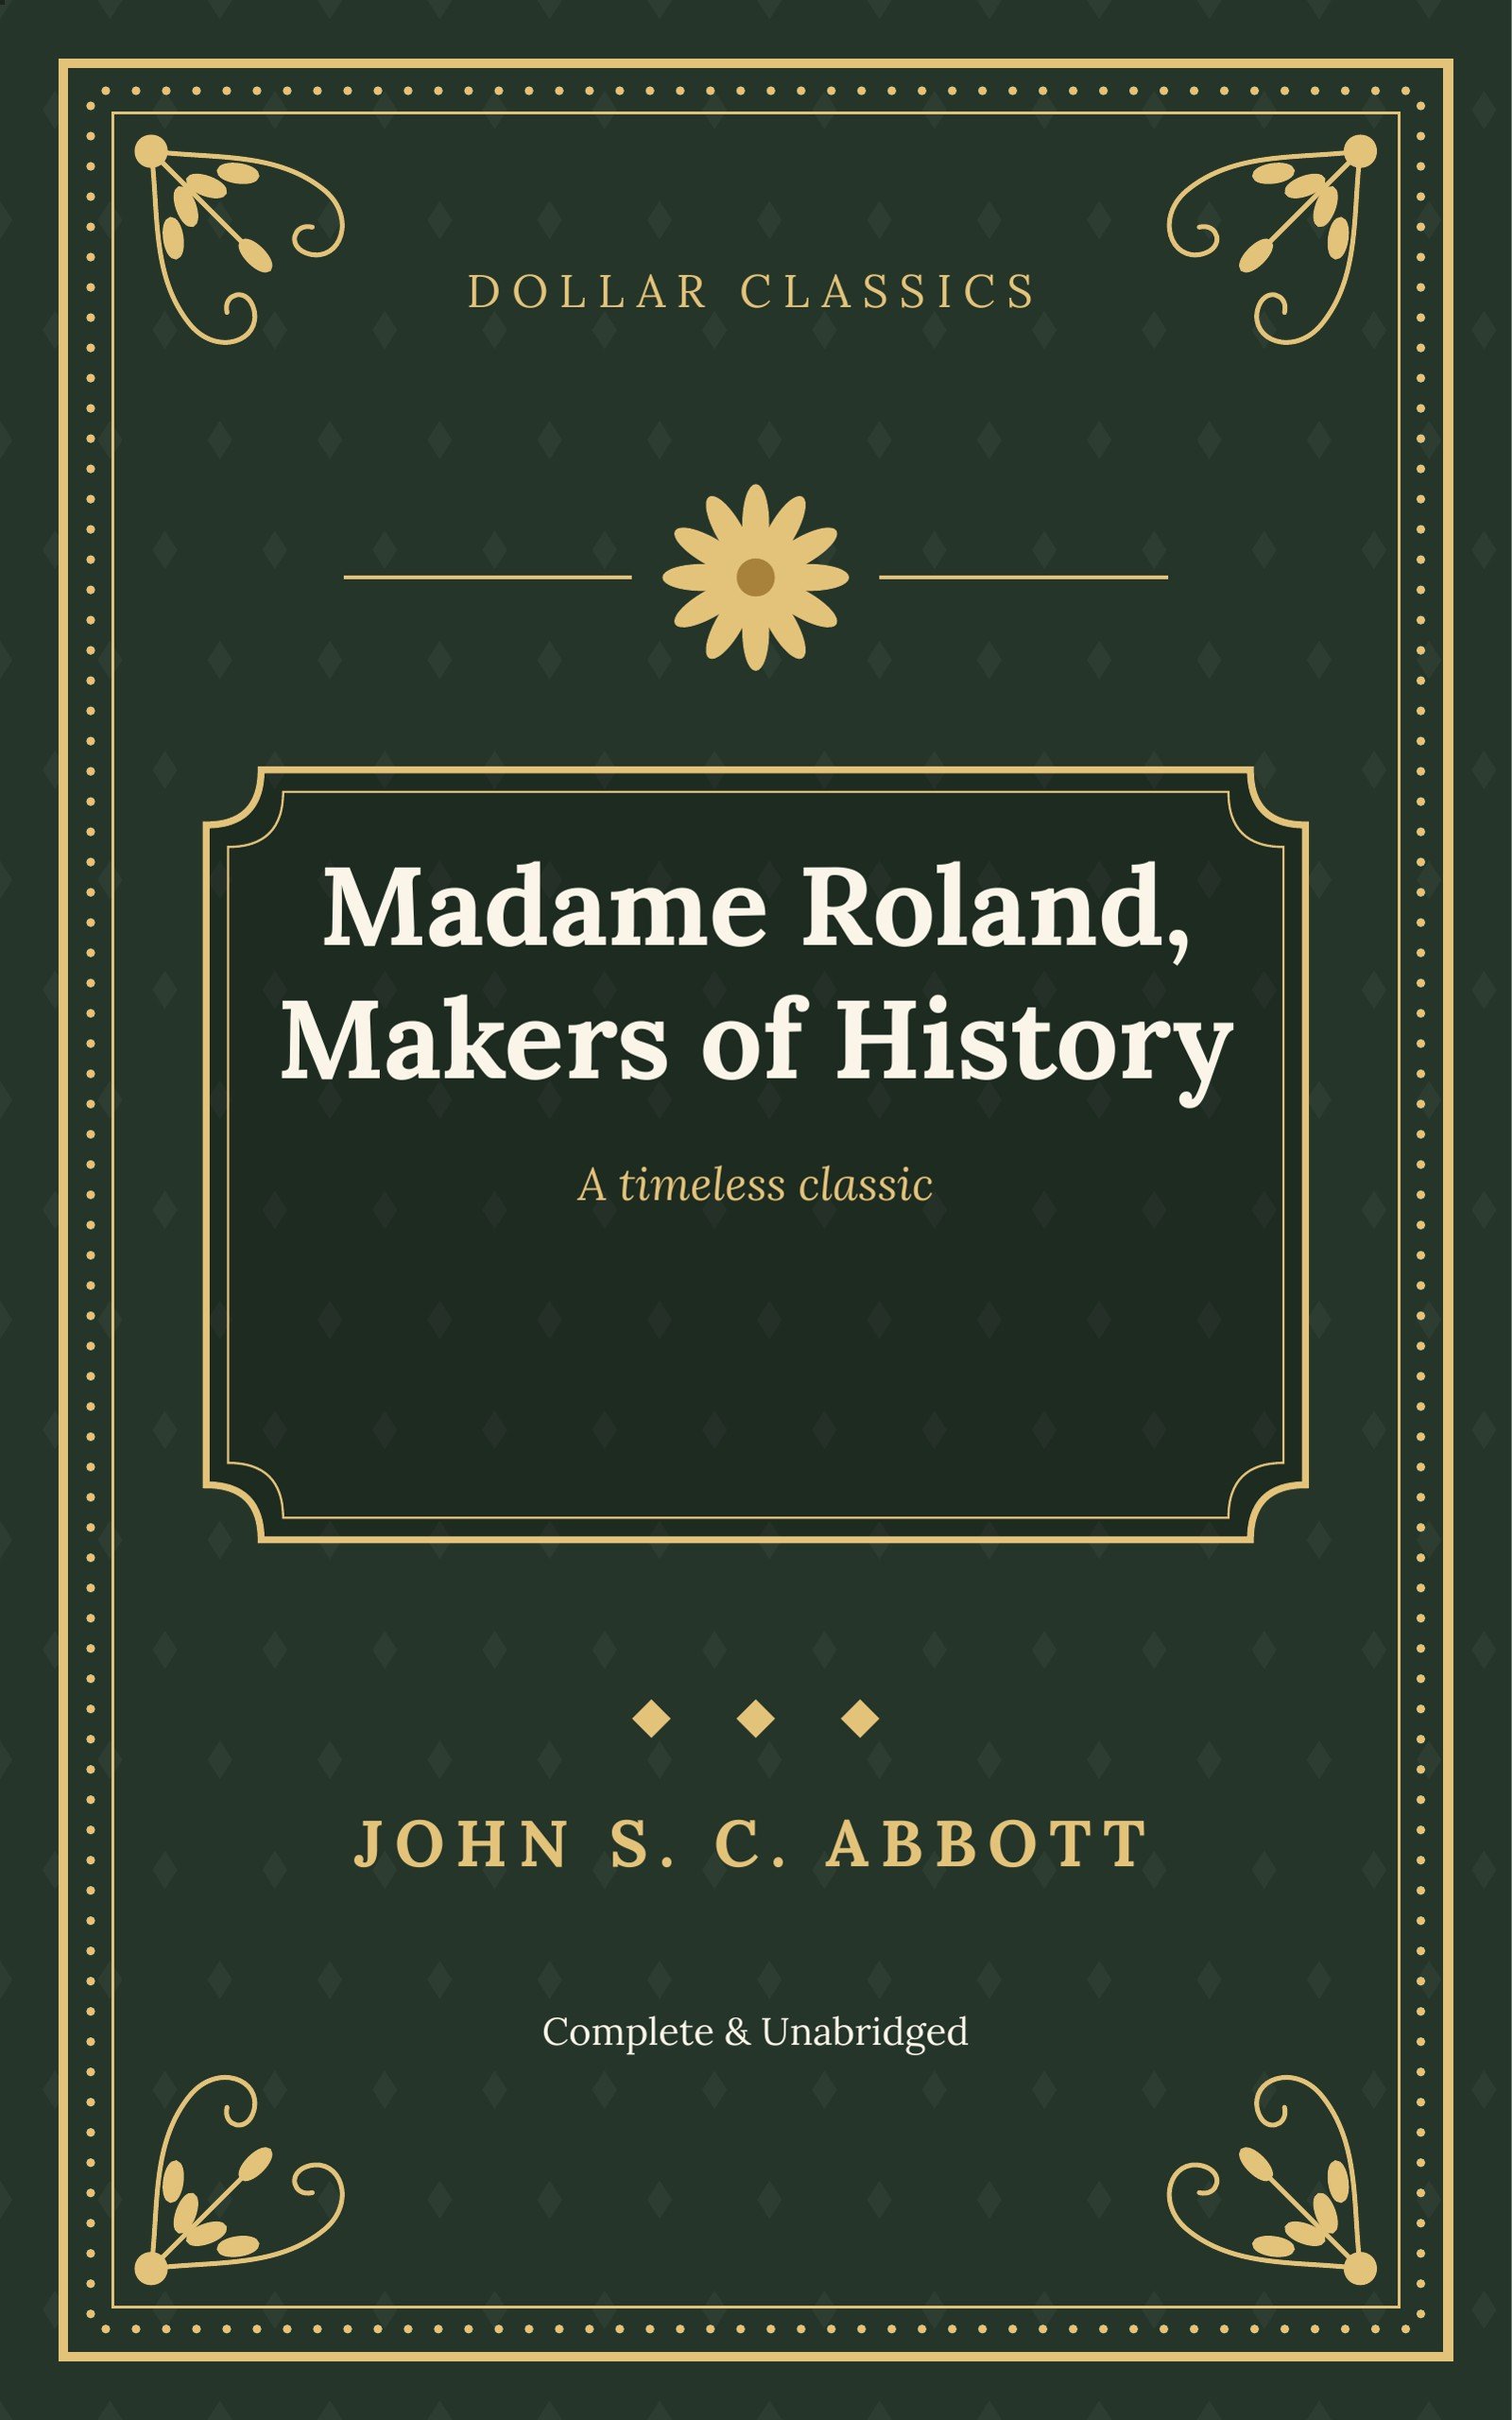 DOLLAR CLASSICS
Madame Roland,
Makers of History
A timeless classic
JOHN S. C. ABBOTT
Complete & Unabridged